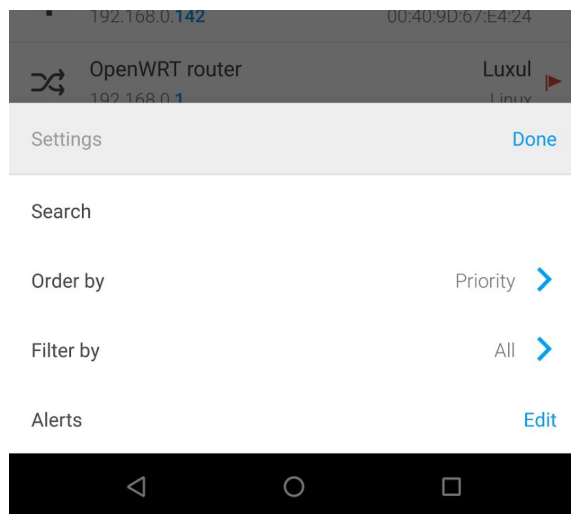 192.168.0.142 00:40:9D:67:E4:24
OpenWRT router Luxul
192.168.0.1 Linux
Settings Done
Search
Order by Priority
Filter by All
Alerts Edit